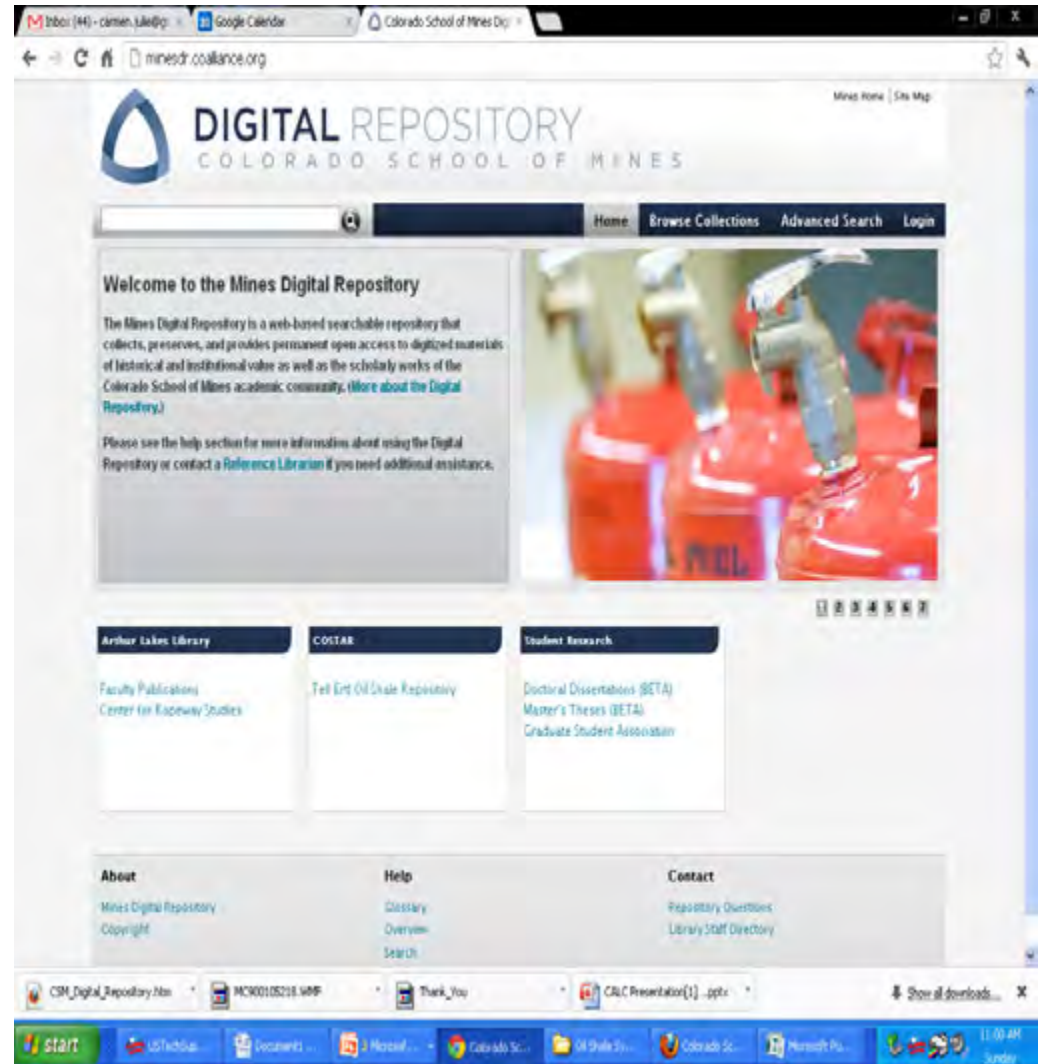 Inbox (44) - carmen.julie@g
Google Calendar
Colorado School of Mines Dig
minesdr.coalliance.org
Mines Home | Site Map
DIGITAL REPOSITORY
COLORADO SCHOOL OF MINES
Home Browse Collections Advanced Search Login
Welcome to the Mines Digital Repository
The Mines Digital Repository is a web-based searchable repository that
collects, preserves, and provides permanent open access to digitized materials
of historical and institutional value as well as the scholarly works of the
Colorado School of Mines academic community. (More about the Digital
Repository.)
Please see the help section for more information about using the Digital
Repository or contact a Reference Librarian if you need additional assistance.
1 2 3 4 5 6 7
Arthur Lakes Library
Faculty Publications
Center for Ropeway Studies
COSTAR
Tell Ertl Oil Shale Repository
Student Research
Doctoral Dissertations (BETA)
Master's Theses (BETA)
Graduate Student Association
About
Mines Digital Repository
Copyright
Help
Glossary
Overview
Search
Contact
Repository Questions
Library Staff Directory
CSM_Digital_Repository.htm
MC900105218.WMF
Thank_You
CALC Presentation[1] .pptx
Show all downloads...
start
Documents ...
3 Microsof...
Colorado Sc...
Oil Shale Sy...
Colorado Sc...
Microsoft Po...
11:00 AM
Sunday